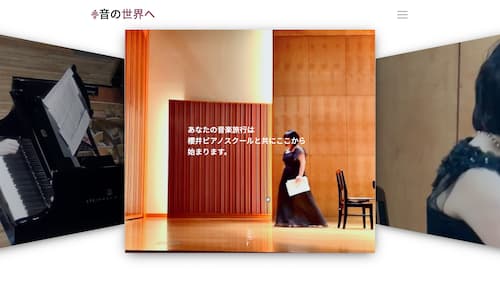 音の世界へ
あなたの音楽旅行は
櫻井ピアノスクールと共にここから
始まります。